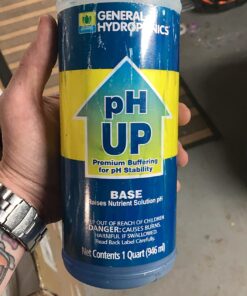 GENERAL
HYDROPONICS
pH
UP
Premium Buffering
for pH Stability
BASE
Raises Nutrient Solution pH
KEEP OUT OF REACH OF CHILDREN
DANGER: CAUSES BURNS.
HARMFUL IF SWALLOWED.
Read Back Label Carefully.
Net Contents 1 Quart (946 ml)